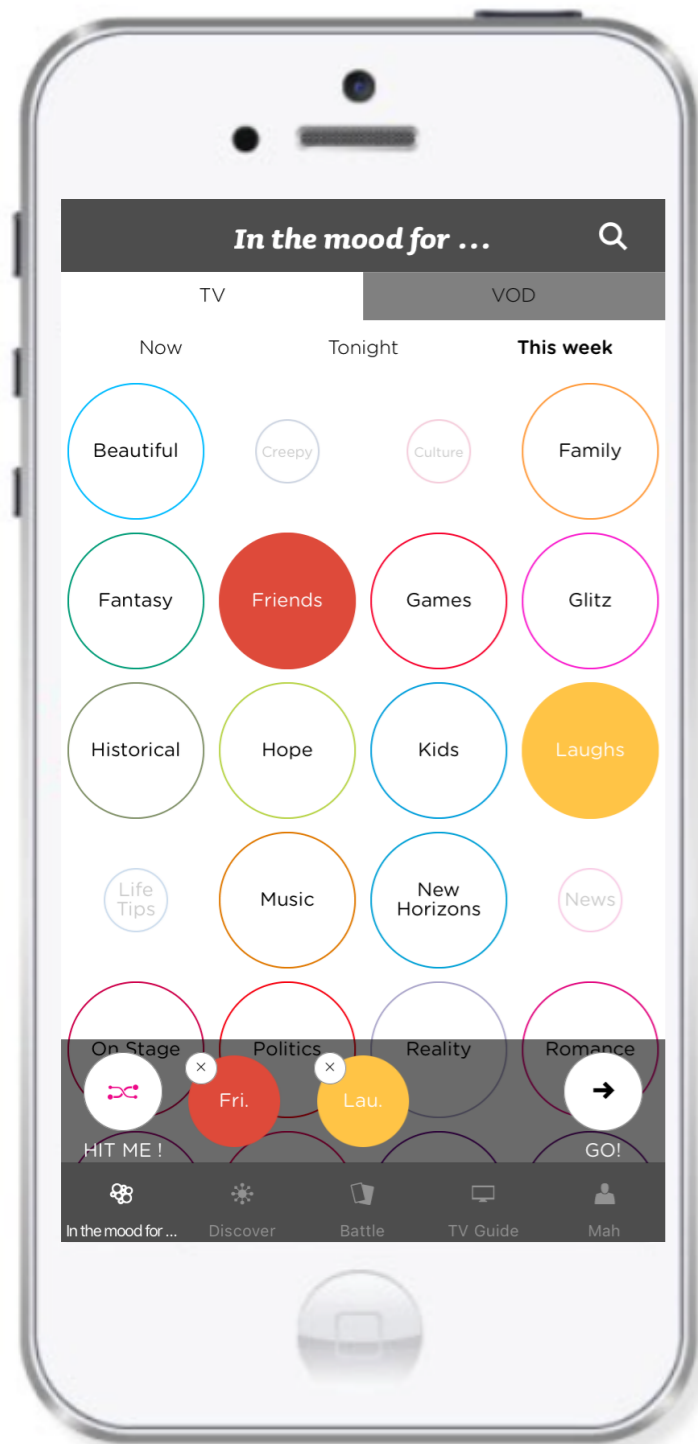 In the mood for ...
TV VOD
Now Tonight This week
Beautiful Creepy Culture Family
Fantasy Friends Games Glitz
Historical Hope Kids Laughs
Life
Tips
Music
New
Horizons
News
On Stage Politics Reality Romance
Fri. Lau.
HIT ME ! GO!
In the mood for ... Discover Battle TV Guide Mah